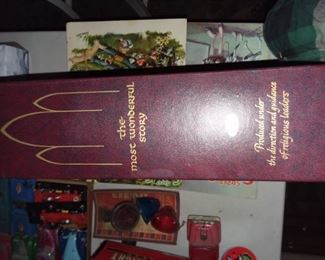 the
most wonderful
story
Produced under
the direction and guidance
of religious leaders